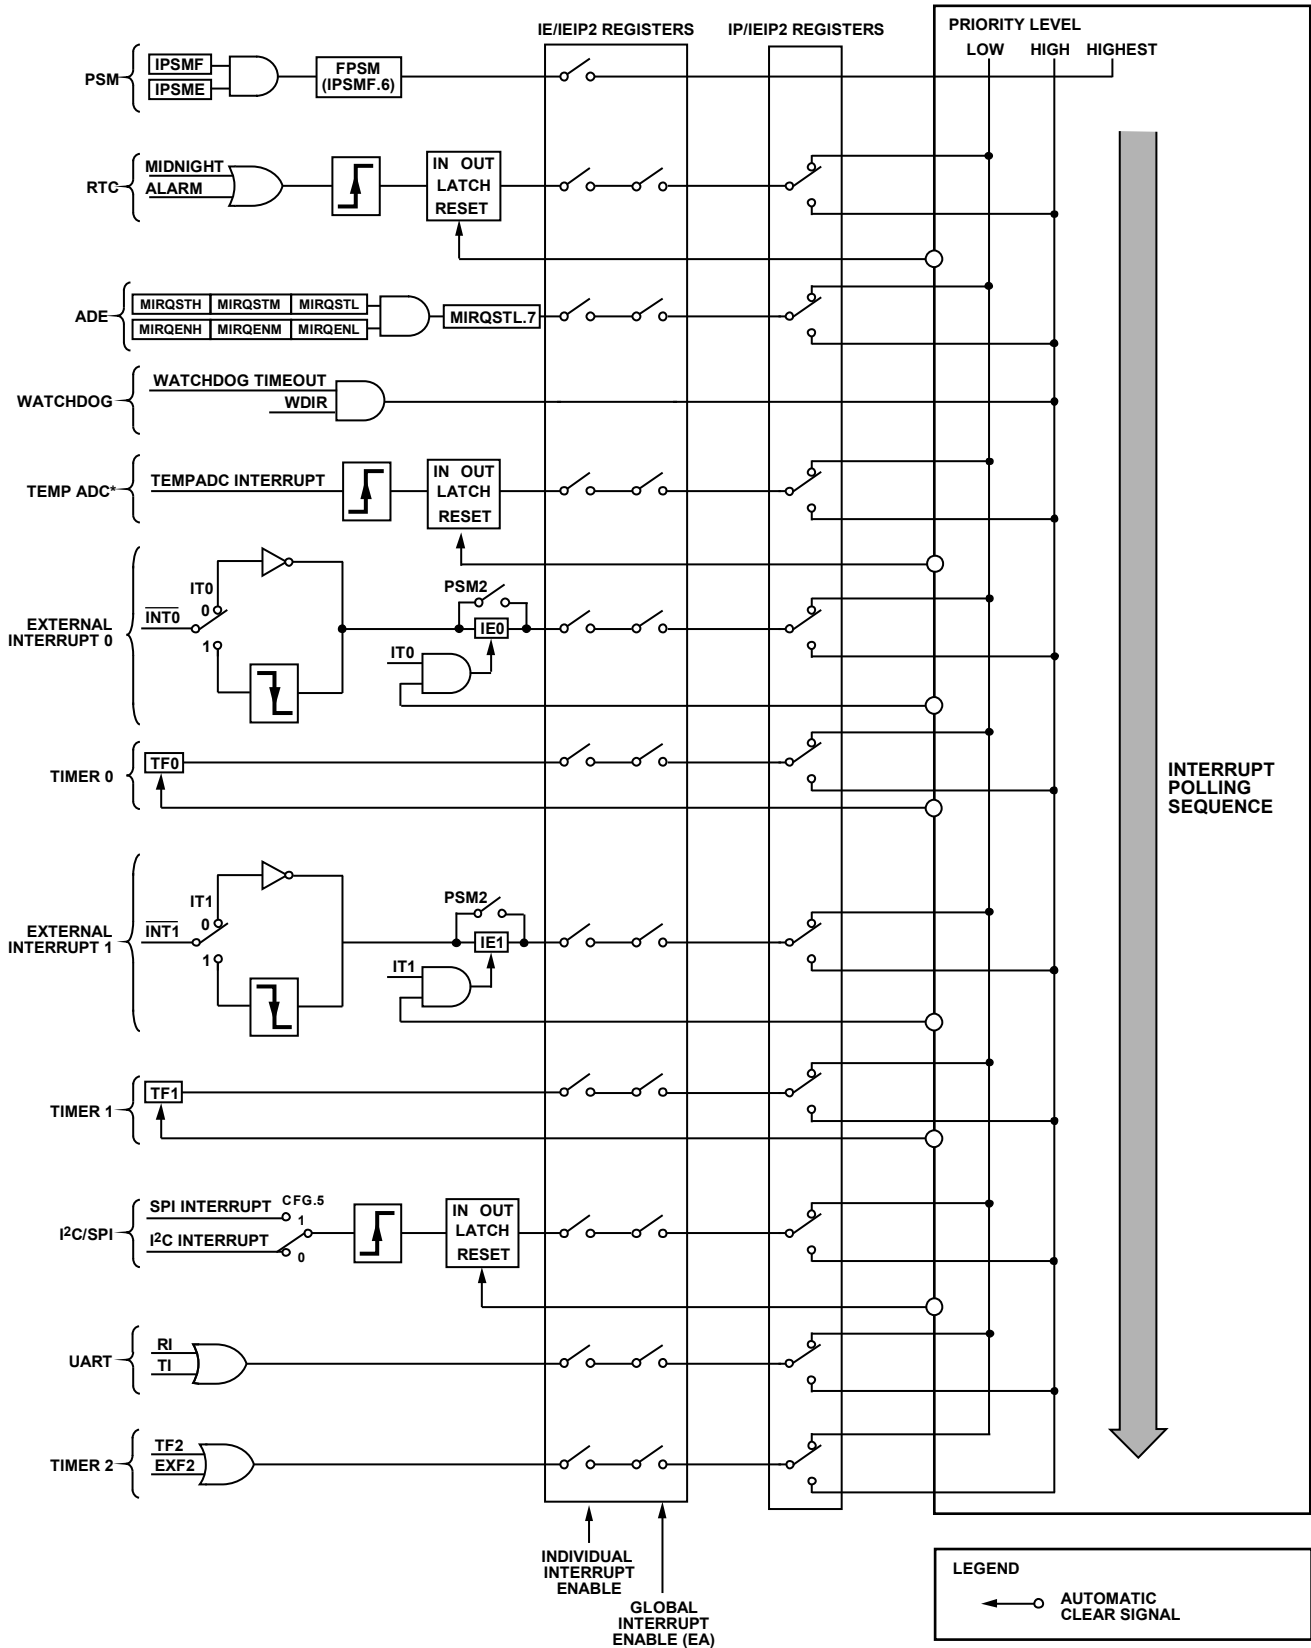 IE/IEIP2 REGISTERS
IP/IEIP2 REGISTERS
PRIORITY LEVEL
LOW HIGH HIGHEST
PSM
IPSMF
IPSME
FPSM
(IPSMF.6)
RTC
MIDNIGHT
ALARM
IN OUT
LATCH
RESET
ADE
MIRQSTH MIRQSTM MIRQSTL
MIRQENH MIRQENM MIRQENL
MIRQSTL.7
WATCHDOG
WATCHDOG TIMEOUT
WDIR
TEMP ADC*
TEMPADC INTERRUPT
IN OUT
LATCH
RESET
EXTERNAL
INTERRUPT 0
INT0
IT0
0
1
PSM2
IE0
IT0
TIMER 0
TF0
INTERRUPT
POLLING
SEQUENCE
EXTERNAL
INTERRUPT 1
INT1
IT1
0
1
PSM2
IE1
IT1
TIMER 1
TF1
I2C/SPI
SPI INTERRUPT
I2C INTERRUPT
CFG.5
1
0
IN OUT
LATCH
RESET
UART
RI
TI
TIMER 2
TF2
EXF2
INDIVIDUAL
INTERRUPT
ENABLE
GLOBAL
INTERRUPT
ENABLE (EA)
LEGEND
AUTOMATIC
CLEAR SIGNAL